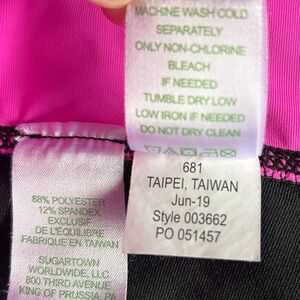 MACHINE WASH COLD
SEPARATELY
ONLY NON-CHLORINE
BLEACH
IF NEEDED
TUMBLE DRY LOW
LOW IRON IF NEEDED
DO NOT DRY CLEAN
681
TAIPEI, TAIWAN
Jun-19
Style 003662
PO 051457
88% POLYESTER
12% SPANDEX
EXCLUSIF
DE L'ÉQUILIBRE
FABRIQUE EN TAIWAN
SUGARTOWN
WORLDWIDE, LLC
800 THIRD AVENUE
KING OF PRUSSIA, PA